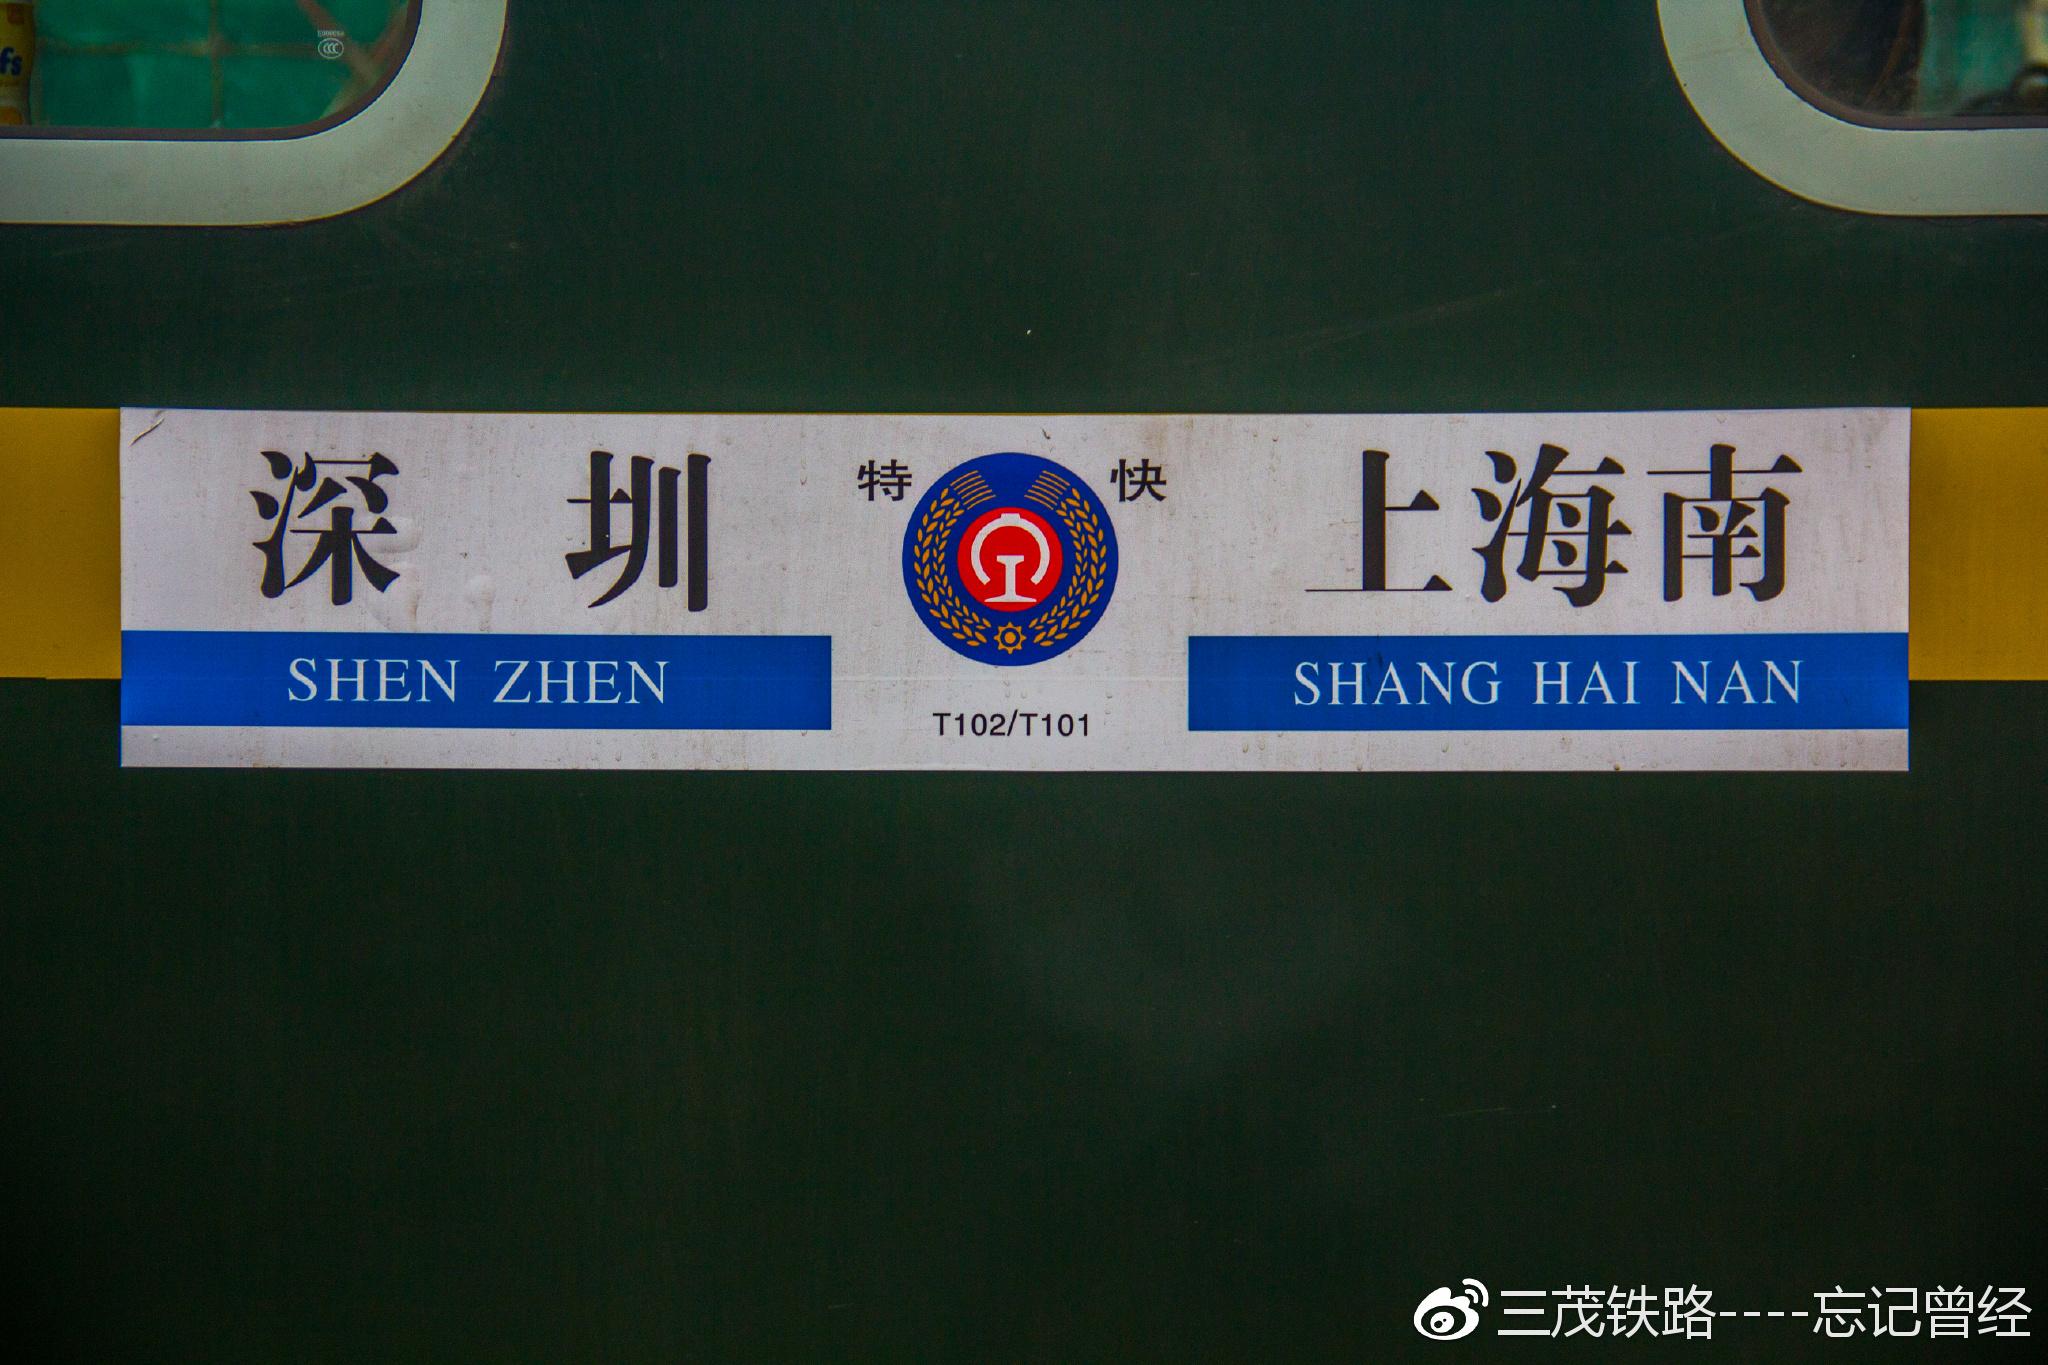 fs
深 圳
特 快
上海南
SHEN ZHEN
T102/T101
SHANG HAI NAN
三茂铁路----忘记曾经